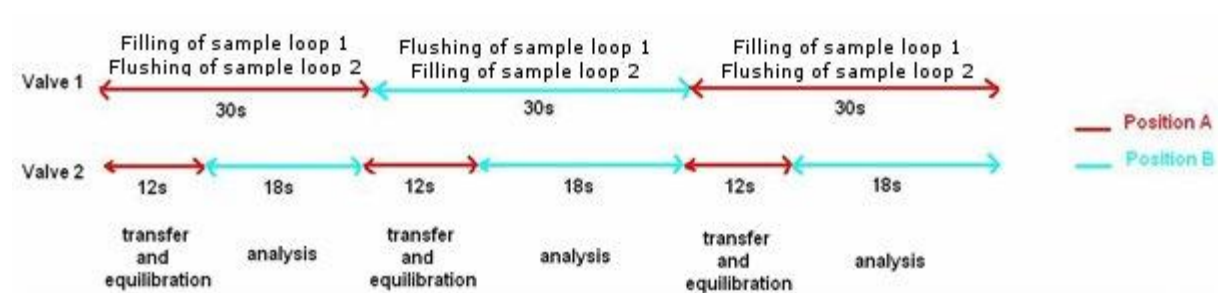 Filling of sample loop 1
Flushing of sample loop 2
Flushing of sample loop 1
Filling of sample loop 2
Filling of sample loop 1
Flushing of sample loop 2
Valve 1
30s
30s
30s
Position A
Position B
Valve 2
12s
18s
12s
18s
12s
18s
transfer
and
equilibration
analysis
transfer
and
equilibration
analysis
transfer
and
equilibration
analysis